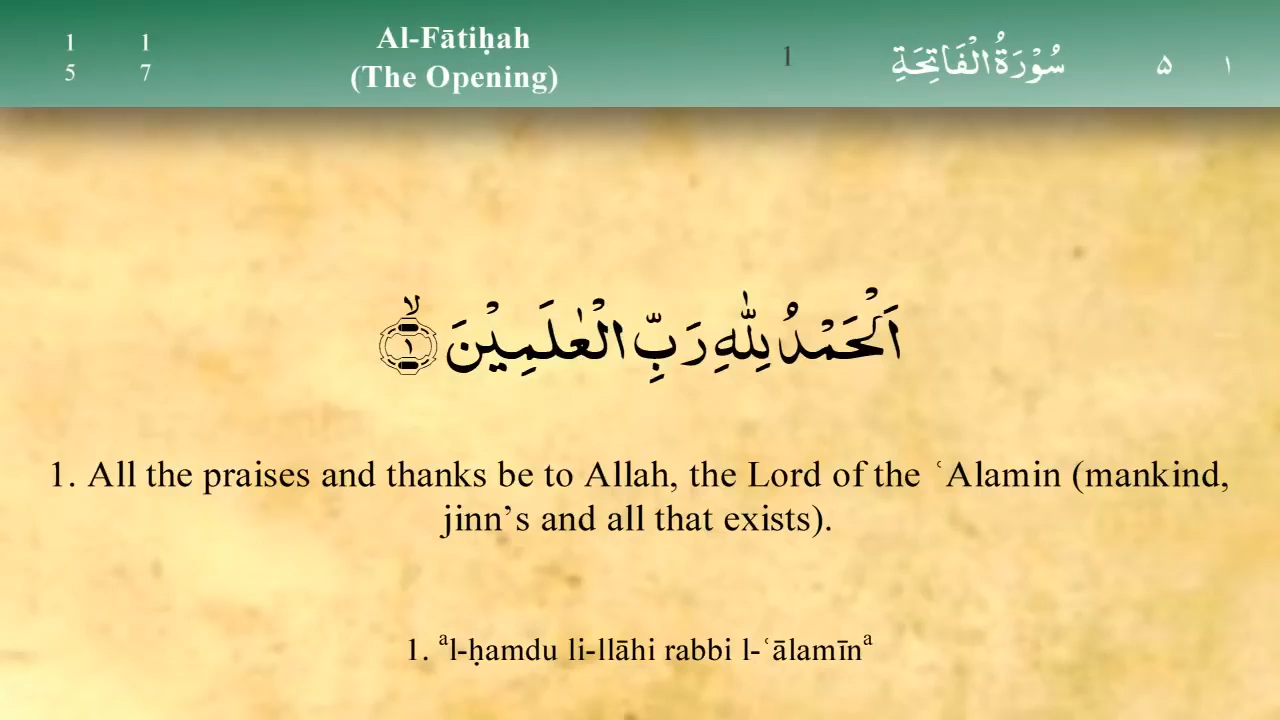 1 1 Al-Fātiḥah
5 7 (The Opening)
1 سُوْرَةُ الْفَاتِحَةِ ۵ ١
اَلْحَمْدُ لِلّٰهِ رَبِّ الْعٰلَمِيْنَ ۙ‏﴿١﴾
1. All the praises and thanks be to Allah, the Lord of the ʿAlamin (mankind,
jinn’s and all that exists).
1. ᵃl-ḥamdu li-llāhi rabbi l-ʿālamīnᵃ